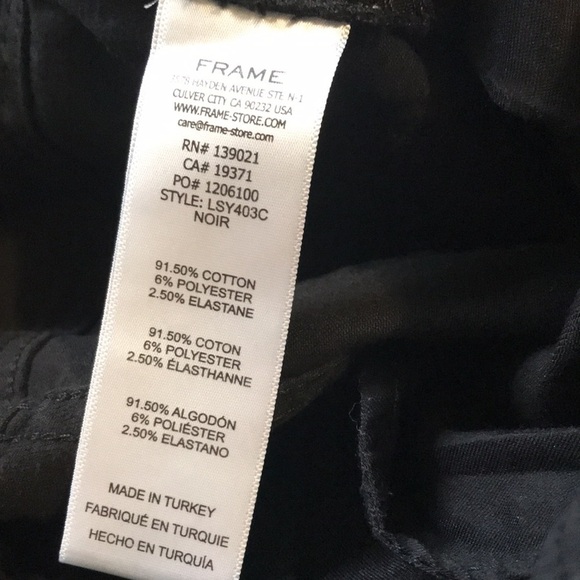 FRAME
HAYDEN AVENUE STE N-1
CULVER CITY CA 90232 USA
WWW.FRAME-STORE.COM
care@frame-store.com
RN# 139021
CA# 19371
PO# 1206100
STYLE: LSY403C
NOIR
91.50% COTTON
6% POLYESTER
2.50% ELASTANE
91.50% COTON
6% POLYESTER
2.50% ÉLASTHANNE
91.50% ALGODÓN
6% POLIÉSTER
2.50% ELASTANO
MADE IN TURKEY
FABRIQUÉ EN TURQUIE
HECHO EN TURQUÍA